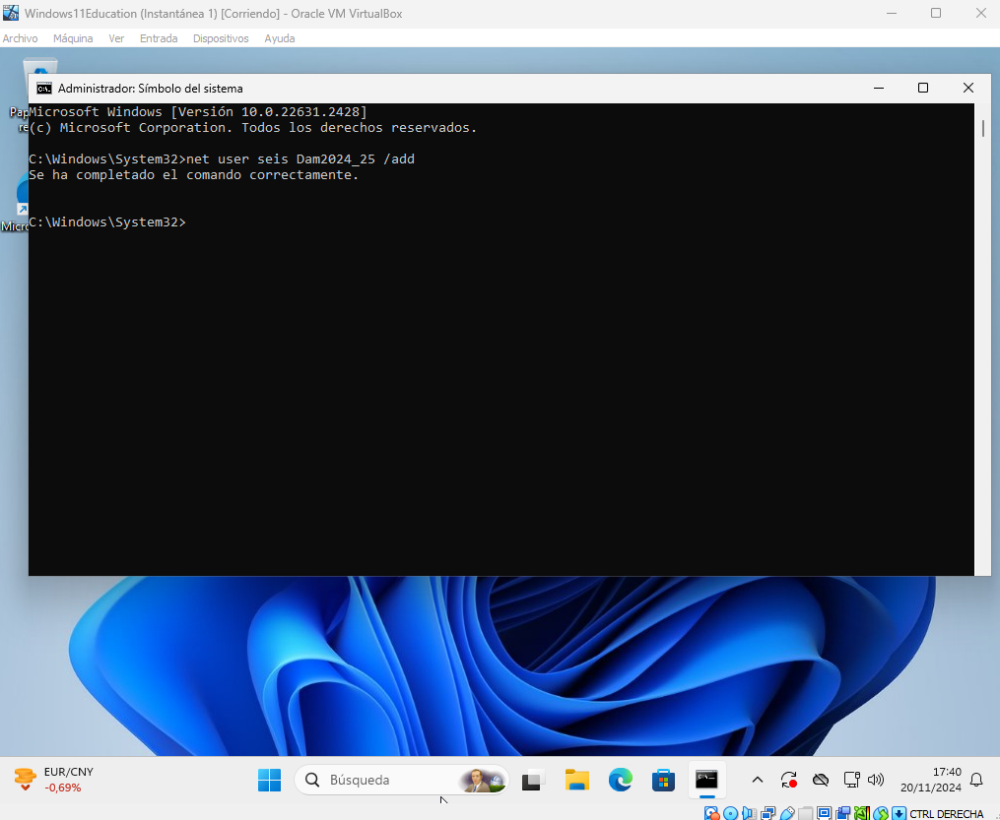 Windows11Education (Instantánea 1) [Corriendo] - Oracle VM VirtualBox
Archivo Máquina Ver Entrada Dispositivos Ayuda
Administrador: Símbolo del sistema
Microsoft Windows [Versión 10.0.22631.2428]
(c) Microsoft Corporation. Todos los derechos reservados.
C:\Windows\System32>net user seis Dam2024_25 /add
Se ha completado el comando correctamente.
C:\Windows\System32>
EUR/CNY
-0,69%
Búsqueda
17:40
20/11/2024
CTRL DERECHA